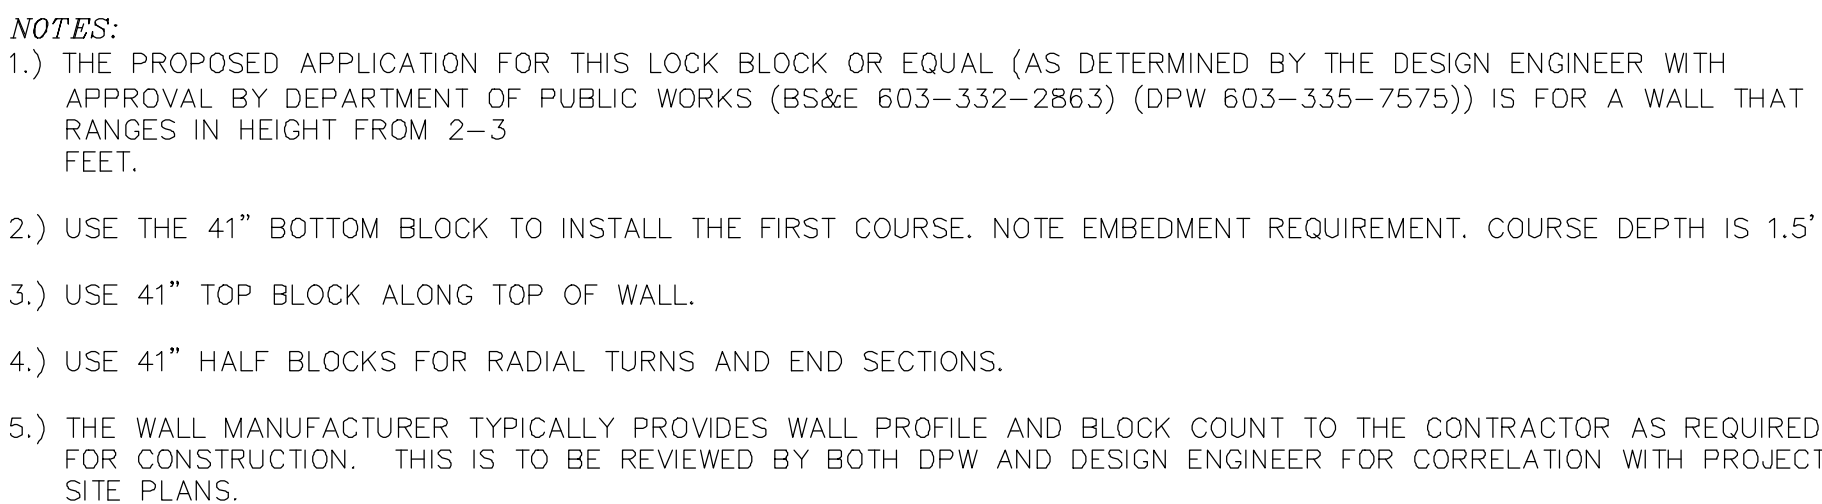 NOTES:
1.) THE PROPOSED APPLICATION FOR THIS LOCK BLOCK OR EQUAL (AS DETERMINED BY THE DESIGN ENGINEER WITH
APPROVAL BY DEPARTMENT OF PUBLIC WORKS (BS&E 603-332-2863) (DPW 603-335-7575)) IS FOR A WALL THAT
RANGES IN HEIGHT FROM 2-3
FEET.
2.) USE THE 41" BOTTOM BLOCK TO INSTALL THE FIRST COURSE. NOTE EMBEDMENT REQUIREMENT. COURSE DEPTH IS 1.5'
3.) USE 41" TOP BLOCK ALONG TOP OF WALL.
4.) USE 41" HALF BLOCKS FOR RADIAL TURNS AND END SECTIONS.
5.) THE WALL MANUFACTURER TYPICALLY PROVIDES WALL PROFILE AND BLOCK COUNT TO THE CONTRACTOR AS REQUIRED
FOR CONSTRUCTION. THIS IS TO BE REVIEWED BY BOTH DPW AND DESIGN ENGINEER FOR CORRELATION WITH PROJECT
SITE PLANS.